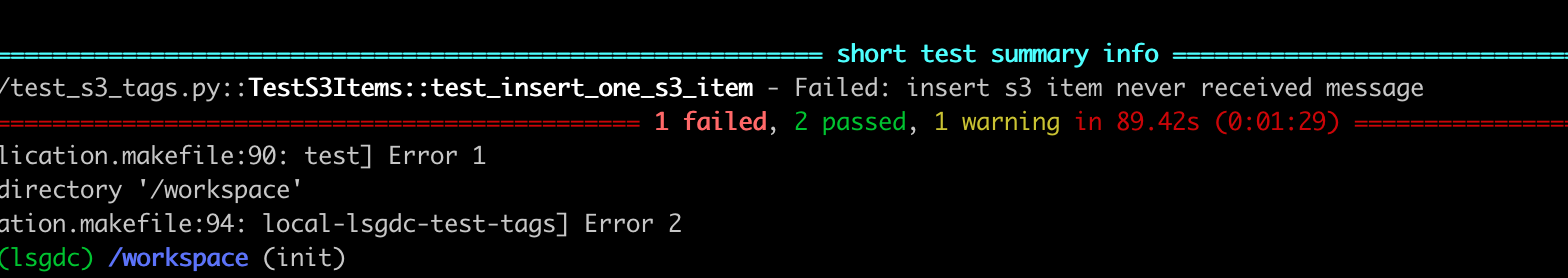 =========================================================== short test summary info ============================
/test_s3_tags.py::TestS3Items::test_insert_one_s3_item - Failed: insert s3 item never received message
============================================== 1 failed, 2 passed, 1 warning in 89.42s (0:01:29) ===============
lication.makefile:90: test] Error 1
directory '/workspace'
ation.makefile:94: local-lsgdc-test-tags] Error 2
(lsgdc) /workspace (init)